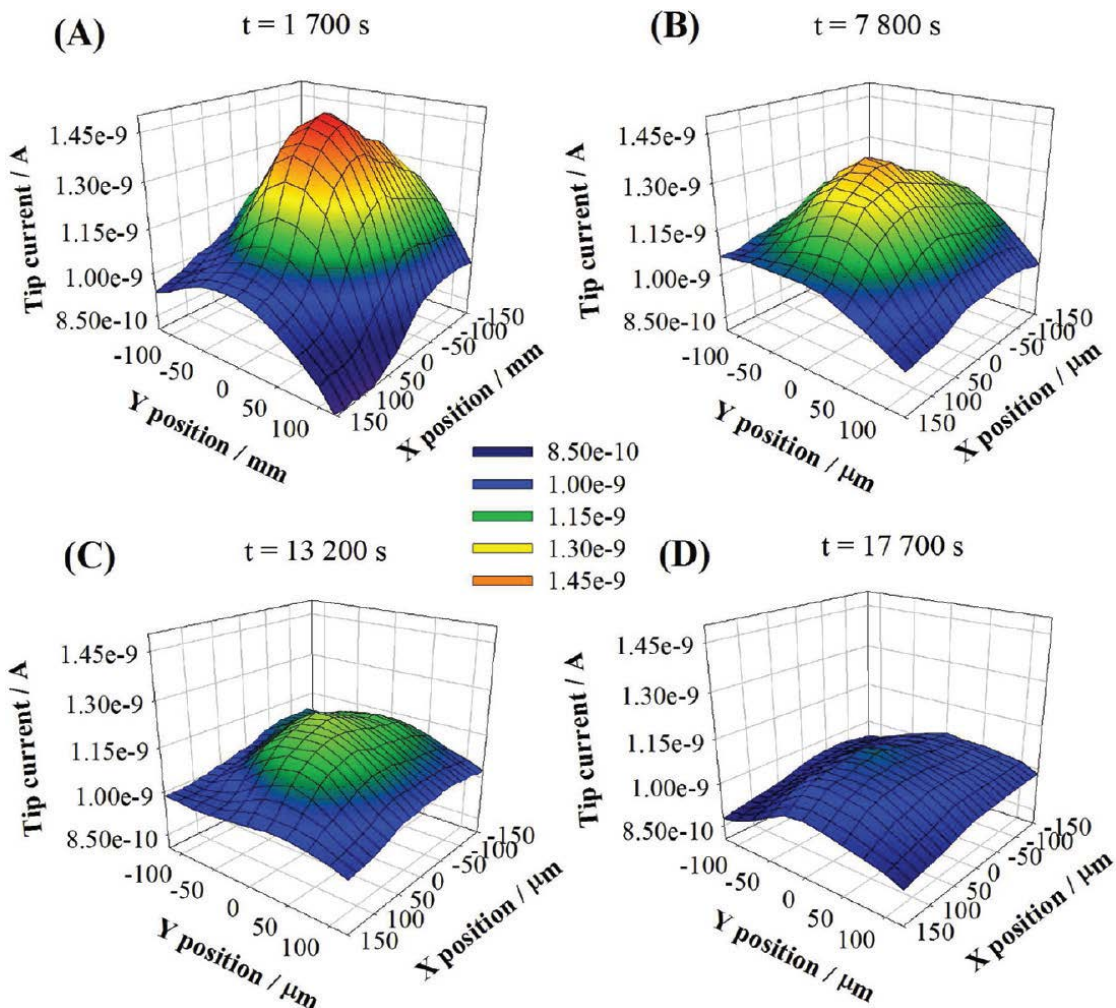 (A)
t = 1 700 s
Tip current / A
1.45e-9
1.30e-9
1.15e-9
1.00e-9
8.50e-10
-100
-50
0
50
100
Y position / mm
-150
-100
-50
0
50
100
150
X position / mm
(B)
t = 7 800 s
Tip current / A
1.45e-9
1.30e-9
1.15e-9
1.00e-9
8.50e-10
-100
-50
0
50
100
Y position / μm
-150
-100
-50
0
50
100
150
X position / μm
8.50e-10
1.00e-9
1.15e-9
1.30e-9
1.45e-9
(C)
t = 13 200 s
Tip current / A
1.45e-9
1.30e-9
1.15e-9
1.00e-9
8.50e-10
-100
-50
0
50
100
Y position / μm
-150
-100
-50
0
50
100
150
X position / μm
(D)
t = 17 700 s
Tip current / A
1.45e-9
1.30e-9
1.15e-9
1.00e-9
8.50e-10
-100
-50
0
50
100
Y position / μm
-150
-100
-50
0
50
100
150
X position / μm